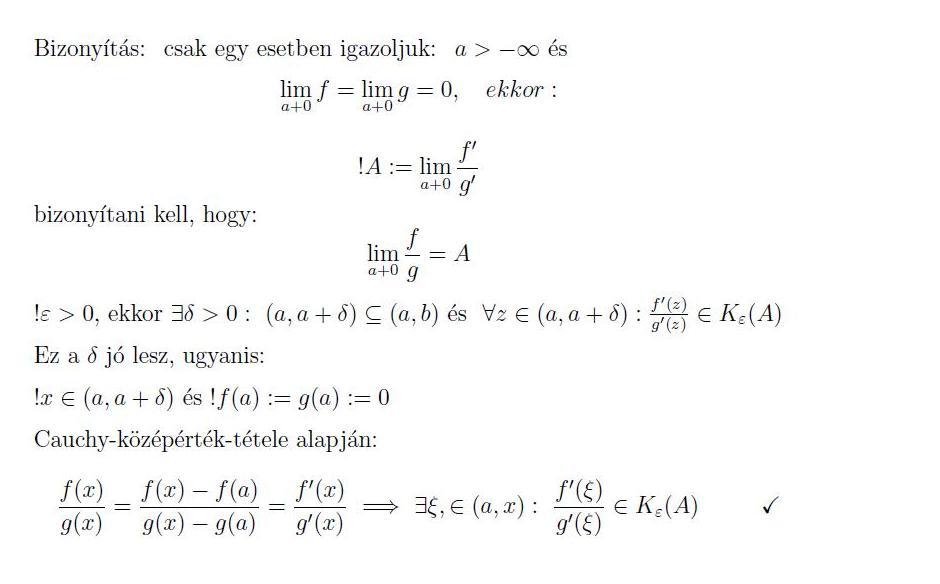 Bizonyítás: csak egy esetben igazoljuk: a > −∞ és
lim_{a+0} f = lim_{a+0} g = 0, ekkor :
!A := lim_{a+0} f′/g′
bizonyítani kell, hogy:
lim_{a+0} f/g = A
!ε > 0, ekkor ∃δ > 0 : (a, a + δ) ⊆ (a, b) és ∀z ∈ (a, a + δ) : f′(z)/g′(z) ∈ K_ε(A)
Ez a δ jó lesz, ugyanis:
!x ∈ (a, a + δ) és !f(a) := g(a) := 0
Cauchy-középérték-tétele alapján:
f(x)/g(x) = (f(x) − f(a))/(g(x) − g(a)) = f′(x)/g′(x) ⟹ ∃ξ, ∈ (a, x) : f′(ξ)/g′(ξ) ∈ K_ε(A) ✓